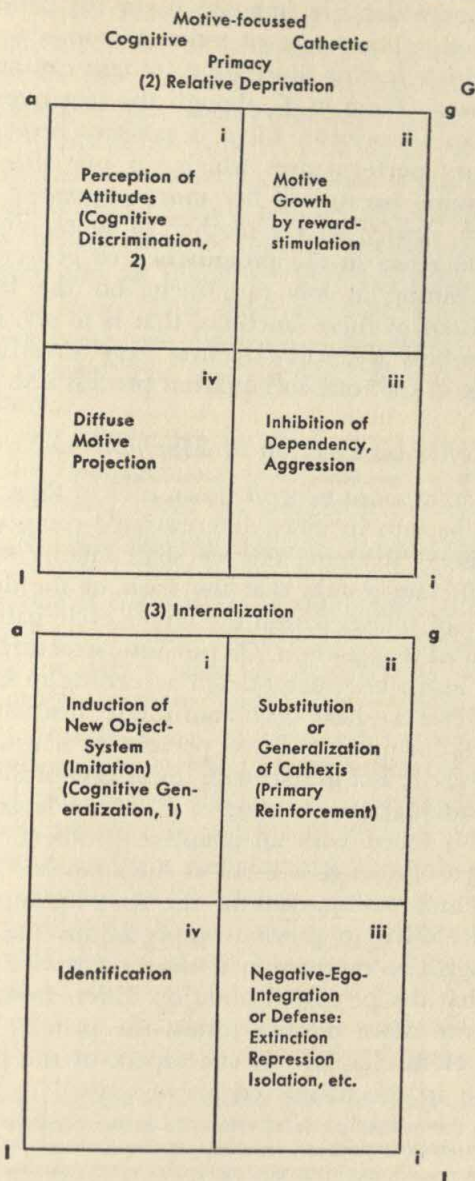 Motive-focussed
Cognitive Cathectic
Primacy
(2) Relative Deprivation G
a g
i ii
Perception of Motive
Attitudes Growth
(Cognitive by reward-
Discrimination, stimulation
2)
iv iii
Diffuse Inhibition of
Motive Dependency,
Projection Aggression
l i
(3) Internalization
a g
i ii
Induction of Substitution
New Object- or
System Generalization
(Imitation) of Cathexis
(Cognitive Gen- (Primary
eralization, 1) Reinforcement)
iv iii
Identification Negative-Ego-
Integration
or Defense:
Extinction
Repression
Isolation, etc.
l i